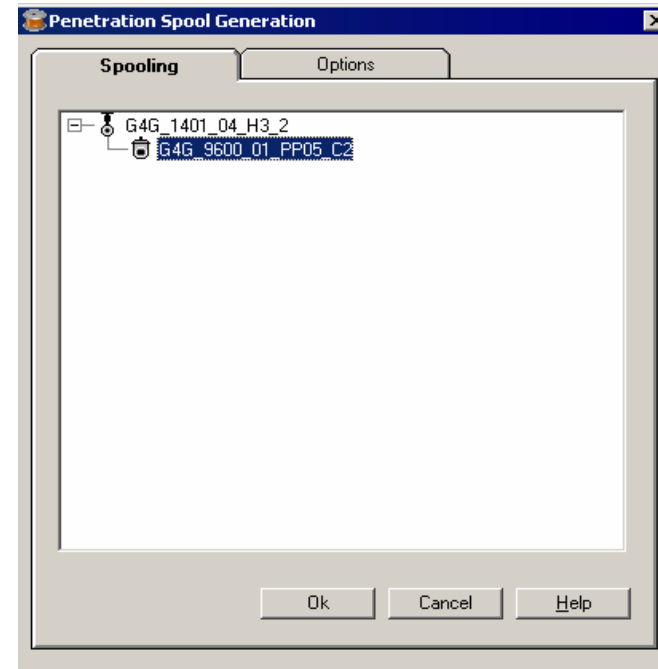 Penetration Spool Generation
Spooling Options
G4G_1401_04_H3_2
G4G_9600_01_PP05_C2
Ok Cancel Help